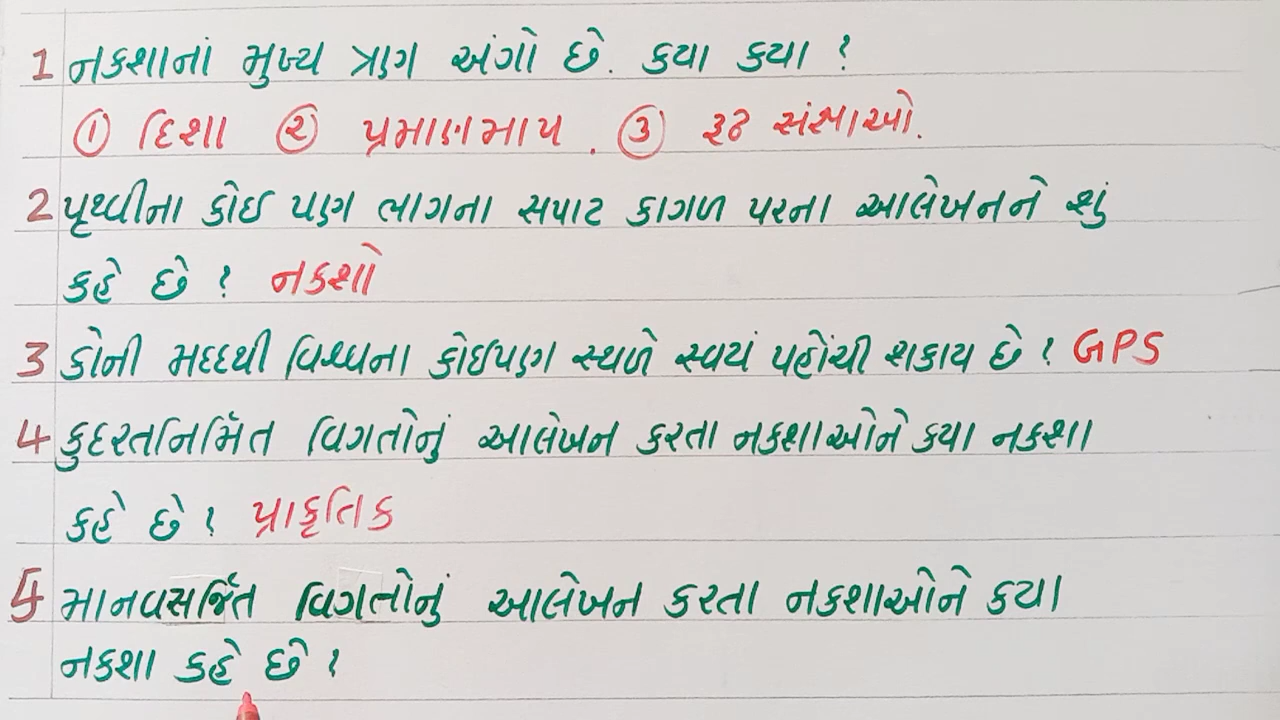 1 નકશાનાં મુખ્ય ત્રણ અંગો છે. કયા કયા ?
① દિશા ② પ્રમાણમાપ . ③ રૂઢ સંજ્ઞાઓ.
2 પૃથ્વીના કોઈ પણ ભાગના સપાટ કાગળ પરના આલેખનને શું
કહે છે ? નકશો
3 કોની મદદથી વિશ્વના કોઈપણ સ્થળે સ્વયં પહોંચી શકાય છે ? GPS
4 કુદરતનિર્મિત વિગતોનું આલેખન કરતા નકશાઓને કયા નકશા
કહે છે ? પ્રાકૃતિક
5 માનવસર્જિત વિગતોનું આલેખન કરતા નકશાઓને કયા
નકશા કહે છે ?